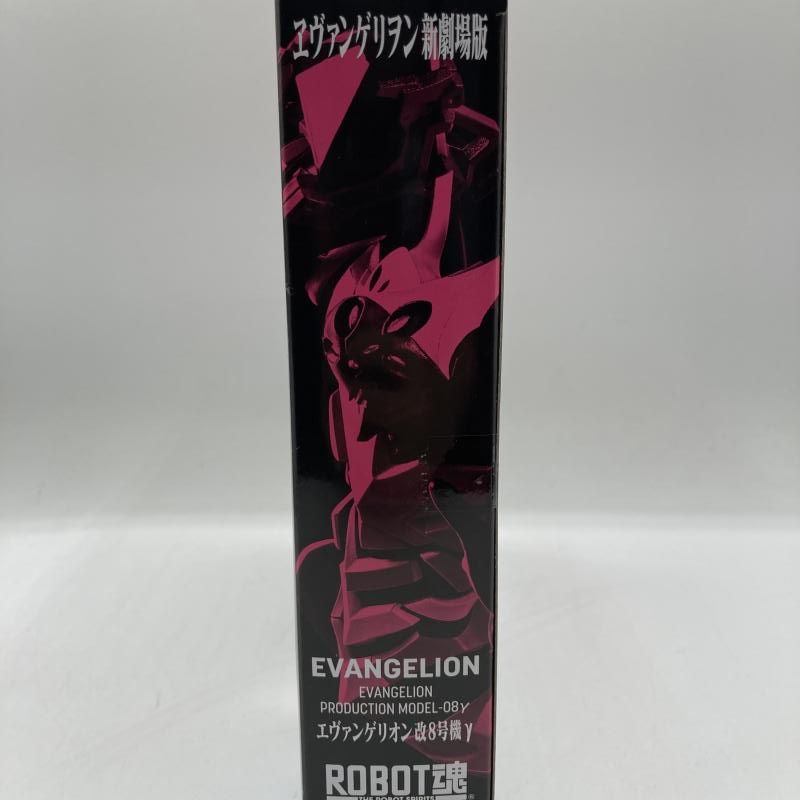 ヱヴァンゲリヲン新劇場版
EVANGELION
EVANGELION
PRODUCTION MODEL-08γ
エヴァンゲリオン改8号機γ
ROBOT魂
THE ROBOT SPIRITS
®